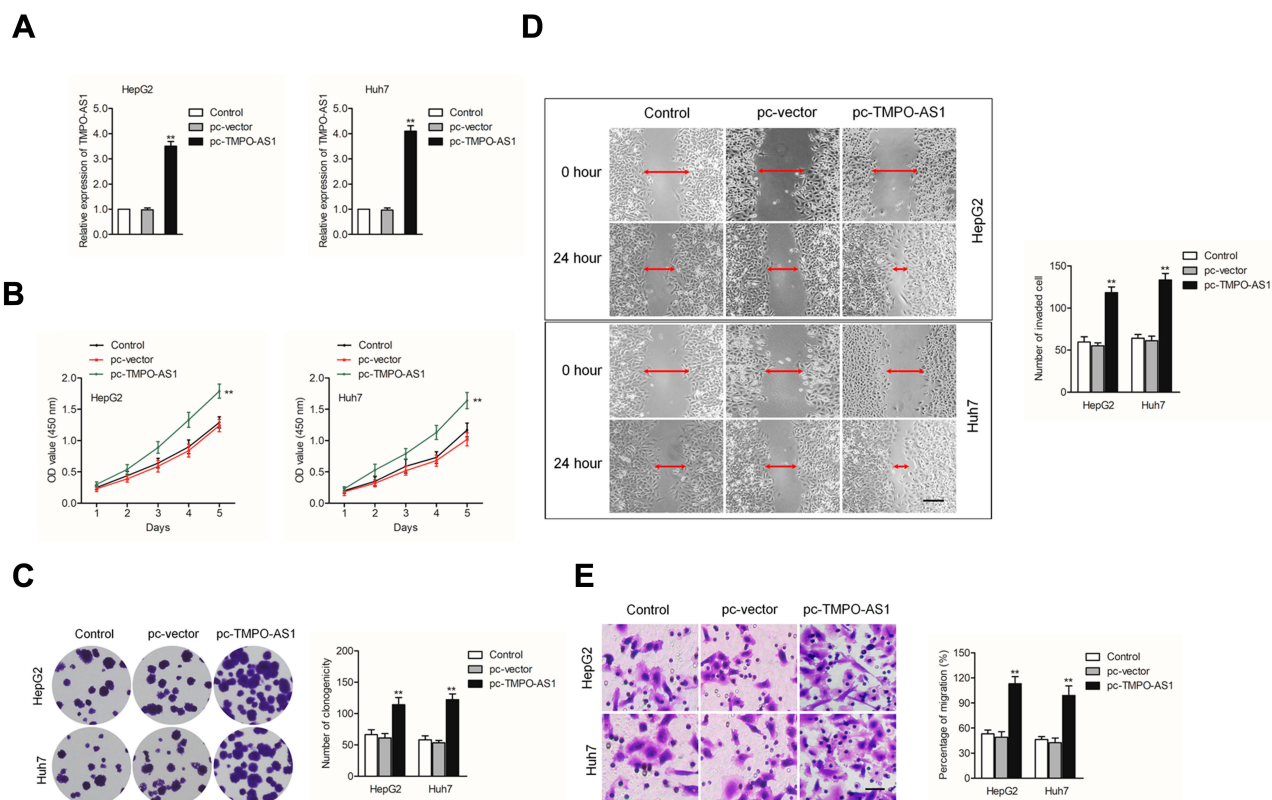 A
HepG2
Relative expression of TMPO-AS1
5.0
4.0
3.0
2.0
1.0
0.0
**
Control
pc-vector
pc-TMPO-AS1
Huh7
Relative expression of TMPO-AS1
5.0
4.0
3.0
2.0
1.0
0.0
**
Control
pc-vector
pc-TMPO-AS1
B
Control
pc-vector
pc-TMPO-AS1
HepG2
OD value (450 nm)
2.0
1.5
1.0
0.5
0.0
**
1 2 3 4 5
Days
Control
pc-vector
pc-TMPO-AS1
Huh7
OD value (450 nm)
2.0
1.5
1.0
0.5
0.0
**
1 2 3 4 5
Days
C
Control pc-vector pc-TMPO-AS1
HepG2
Huh7
Number of clonogenicity
200
150
100
50
0
** **
HepG2 Huh7
Control
pc-vector
pc-TMPO-AS1
D
Control pc-vector pc-TMPO-AS1
0 hour
24 hour
HepG2
0 hour
24 hour
Huh7
Number of invaded cell
150
100
50
0
** **
HepG2 Huh7
Control
pc-vector
pc-TMPO-AS1
E
Control pc-vector pc-TMPO-AS1
HepG2
Huh7
Percentage of migration (%)
150
120
90
60
30
0
** **
HepG2 Huh7
Control
pc-vector
pc-TMPO-AS1